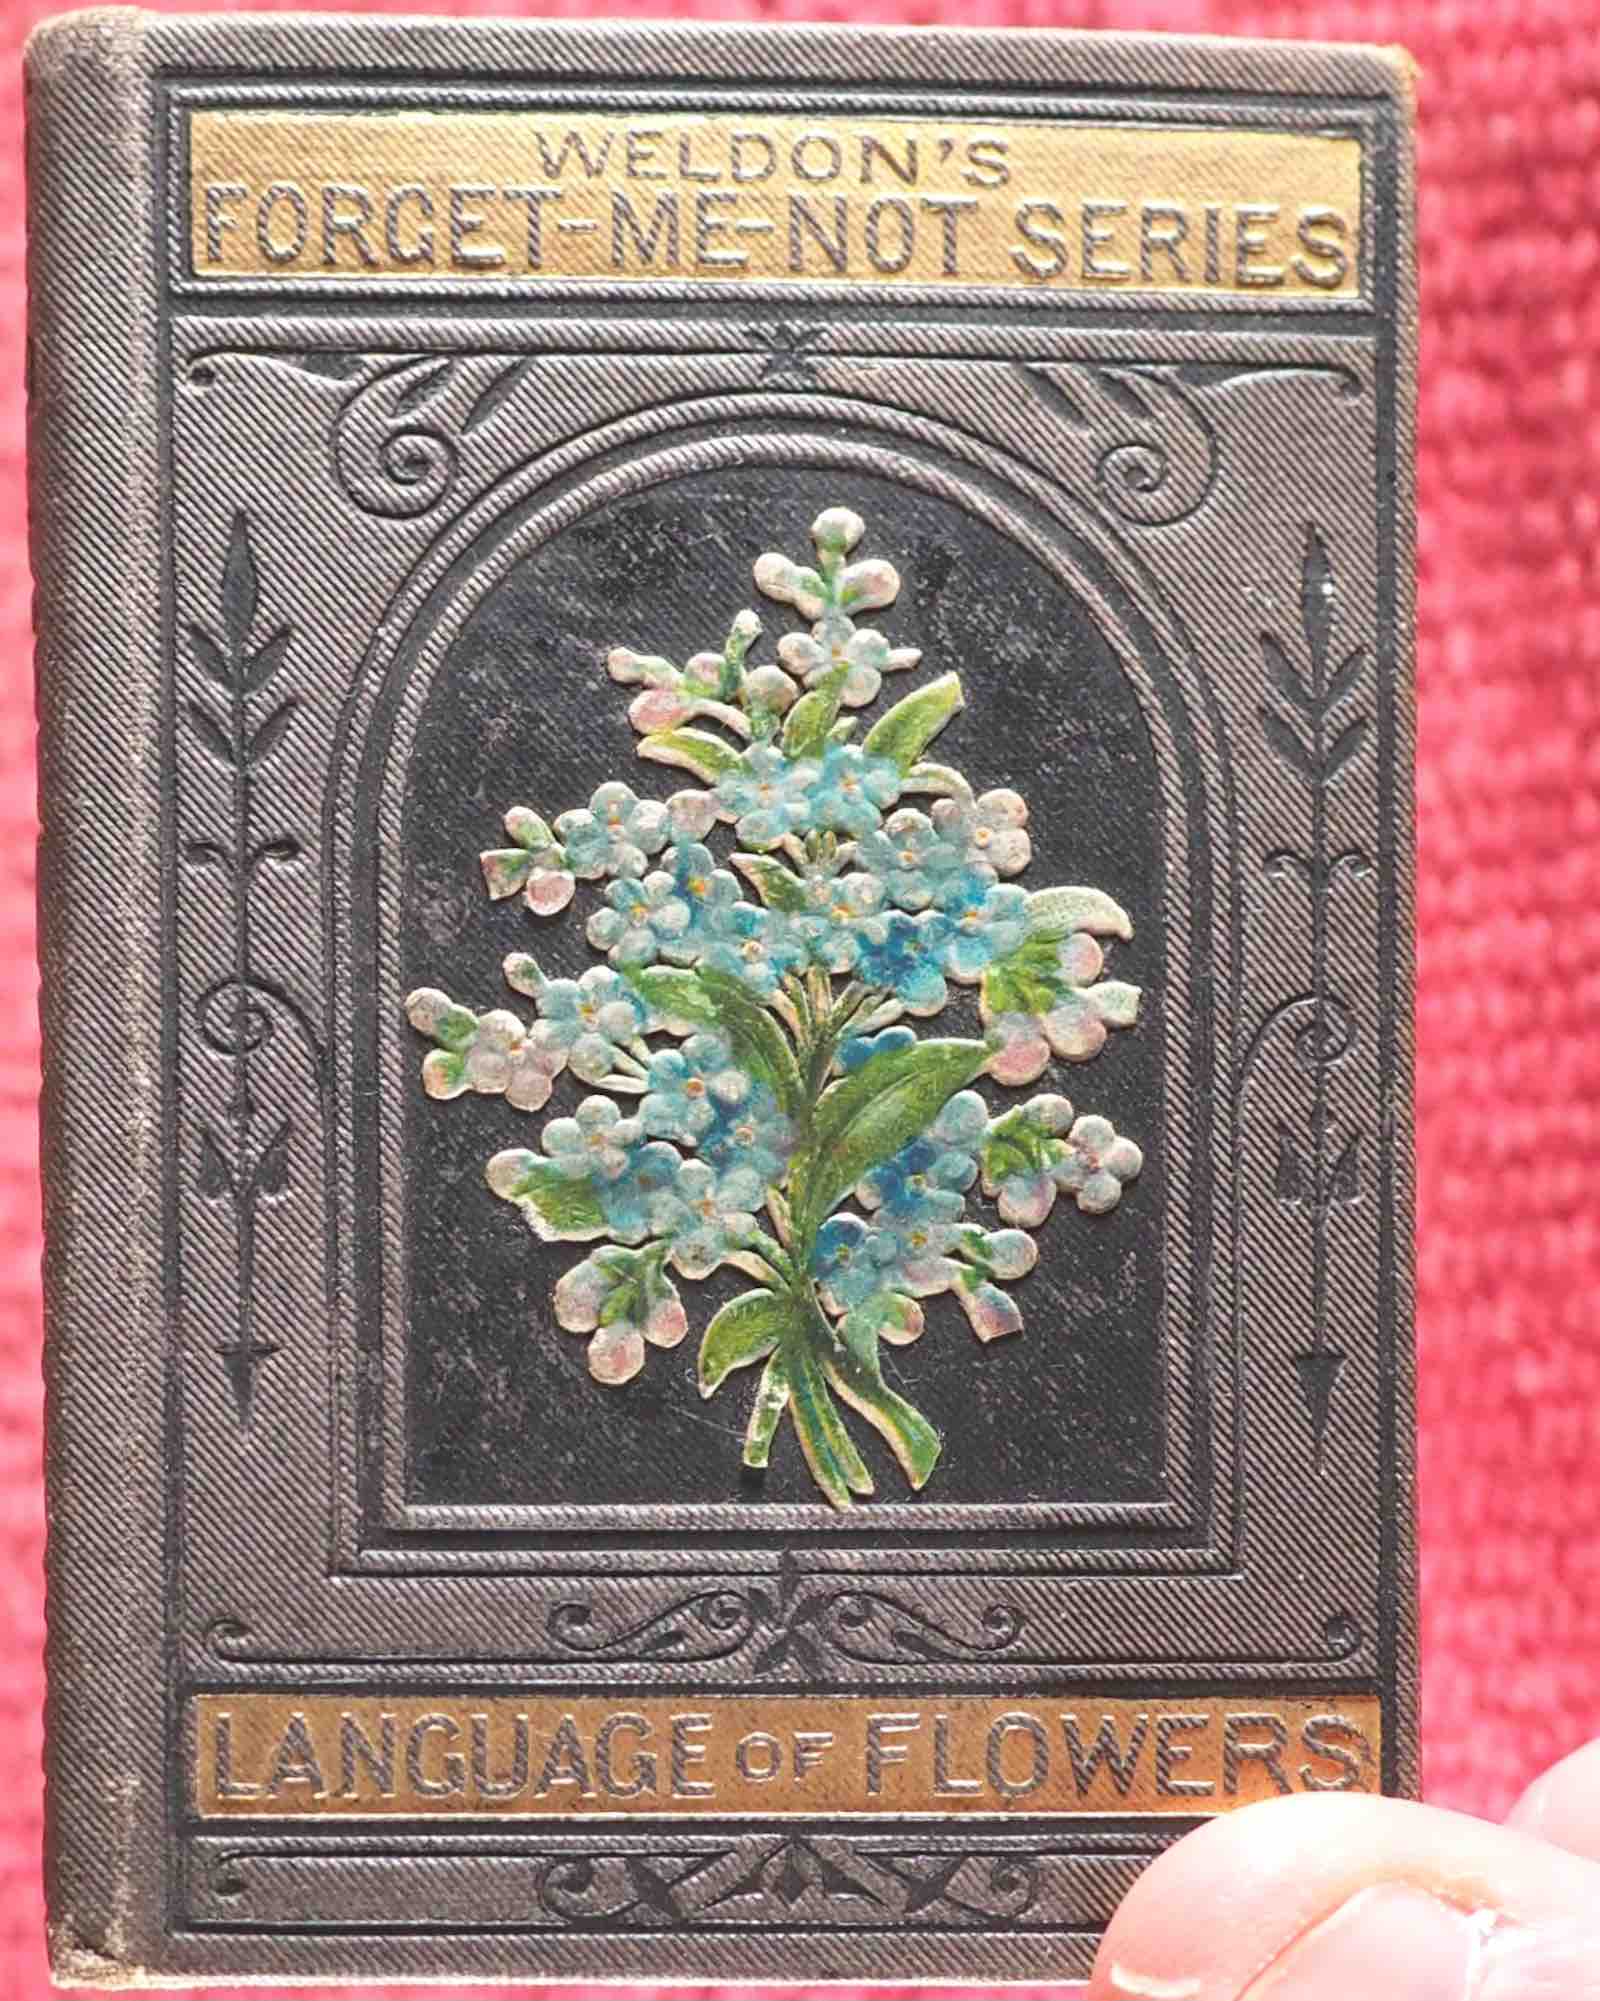 WELDON'S
FORGET-ME-NOT SERIES
LANGUAGE OF FLOWERS